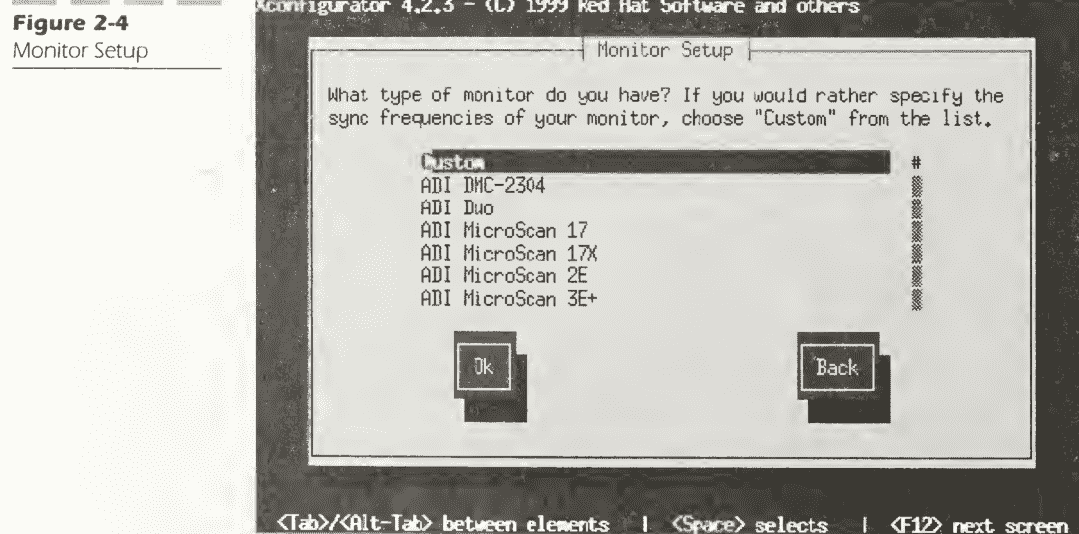 Figure 2-4
Monitor Setup
Xconfigurator 4.2.3 - (C) 1999 Red Hat Software and others
Monitor Setup
What type of monitor do you have? If you would rather specify the
sync frequencies of your monitor, choose "Custom" from the list.
Custom #
ADI DMC-2304
ADI Duo
ADI MicroScan 17
ADI MicroScan 17X
ADI MicroScan 2E
ADI MicroScan 3E+
Ok Back
<Tab>/<Alt-Tab> between elements | <Space> selects | <F12> next screen